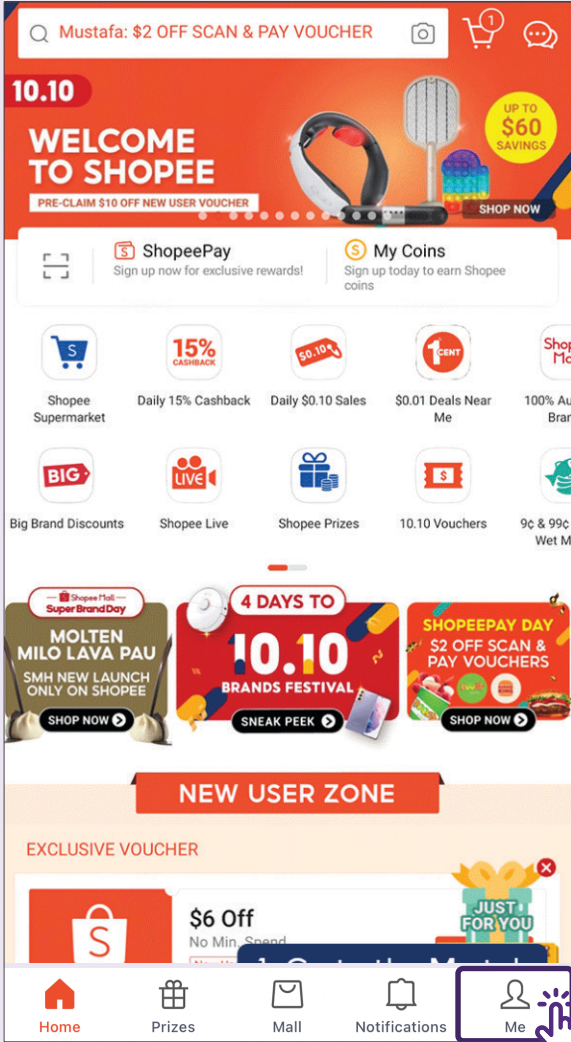 Mustafa: $2 OFF SCAN & PAY VOUCHER
1
10.10
WELCOME
TO SHOPEE
PRE-CLAIM $10 OFF NEW USER VOUCHER
UP TO
$60
SAVINGS
SHOP NOW
ShopeePay
Sign up now for exclusive rewards!
My Coins
Sign up today to earn Shopee
coins
15%
CASHBACK
$0.10
1 CENT
Shopee
Supermarket
Daily 15% Cashback
Daily $0.10 Sales
$0.01 Deals Near
Me
100%
BIG
LIVE
Big Brand Discounts
Shopee Live
Shopee Prizes
10.10 Vouchers
9¢ & 99¢
Wet
Shopee Mall
Super Brand Day
MOLTEN
MILO LAVA PAU
SMH NEW LAUNCH
ONLY ON SHOPEE
SHOP NOW
4 DAYS TO
10.10
BRANDS FESTIVAL
SNEAK PEEK
SHOPEEPAY DAY
$2 OFF SCAN &
PAY VOUCHERS
SHOP NOW
NEW USER ZONE
EXCLUSIVE VOUCHER
$6 Off
No Min. Spend
JUST
FOR YOU
Home
Prizes
Mall
Notifications
Me